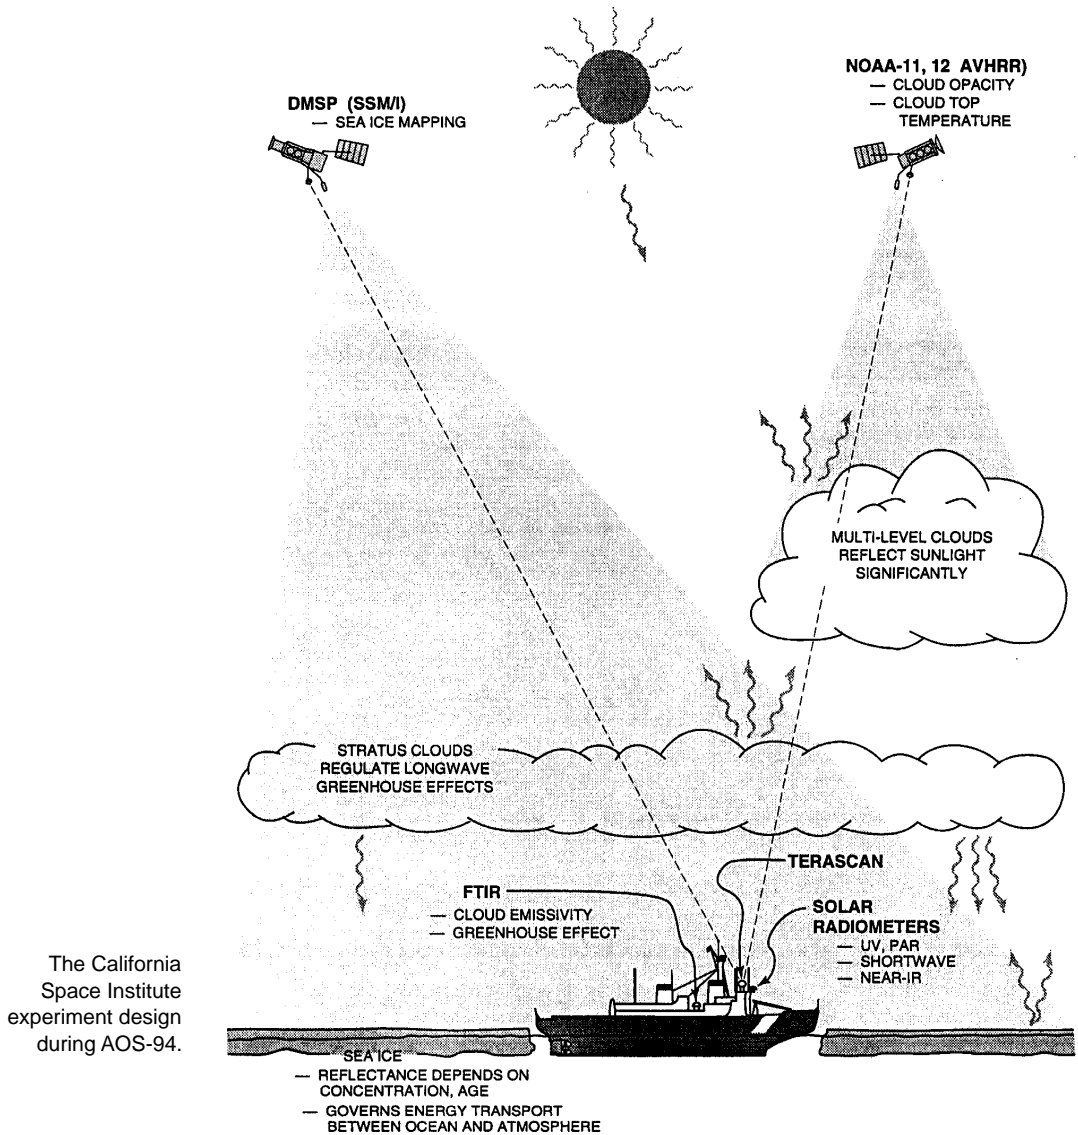 DMSP (SSM/I)
— SEA ICE MAPPING
NOAA-11, 12 AVHRR)
— CLOUD OPACITY
— CLOUD TOP
TEMPERATURE
MULTI-LEVEL CLOUDS
REFLECT SUNLIGHT
SIGNIFICANTLY
STRATUS CLOUDS
REGULATE LONGWAVE
GREENHOUSE EFFECTS
TERASCAN
FTIR
— CLOUD EMISSIVITY
— GREENHOUSE EFFECT
SOLAR
RADIOMETERS
— UV, PAR
— SHORTWAVE
— NEAR-IR
The California
Space Institute
experiment design
during AOS-94.
SEA ICE
— REFLECTANCE DEPENDS ON
CONCENTRATION, AGE
— GOVERNS ENERGY TRANSPORT
BETWEEN OCEAN AND ATMOSPHERE